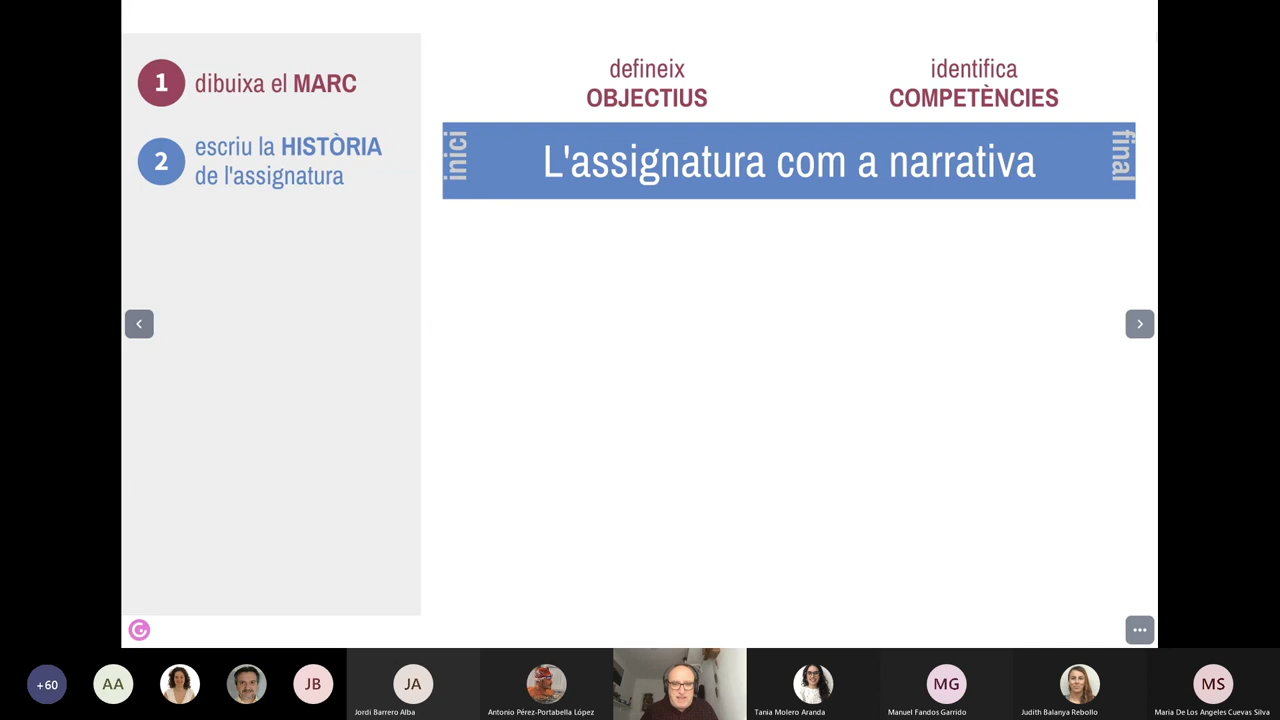 1
dibuixa el MARC
2
escriu la HISTÒRIA
de l'assignatura
defineix
OBJECTIUS
identifica
COMPETÈNCIES
inici
L'assignatura com a narrativa
final
+60
AA
JB
JA
Jordi Barrero Alba
Antonio Pérez-Portabella López
Tania Molero Aranda
MG
Manuel Fandos Garrido
Judith Balanya Rebollo
MS
Maria De Los Angeles Cuevas Silva